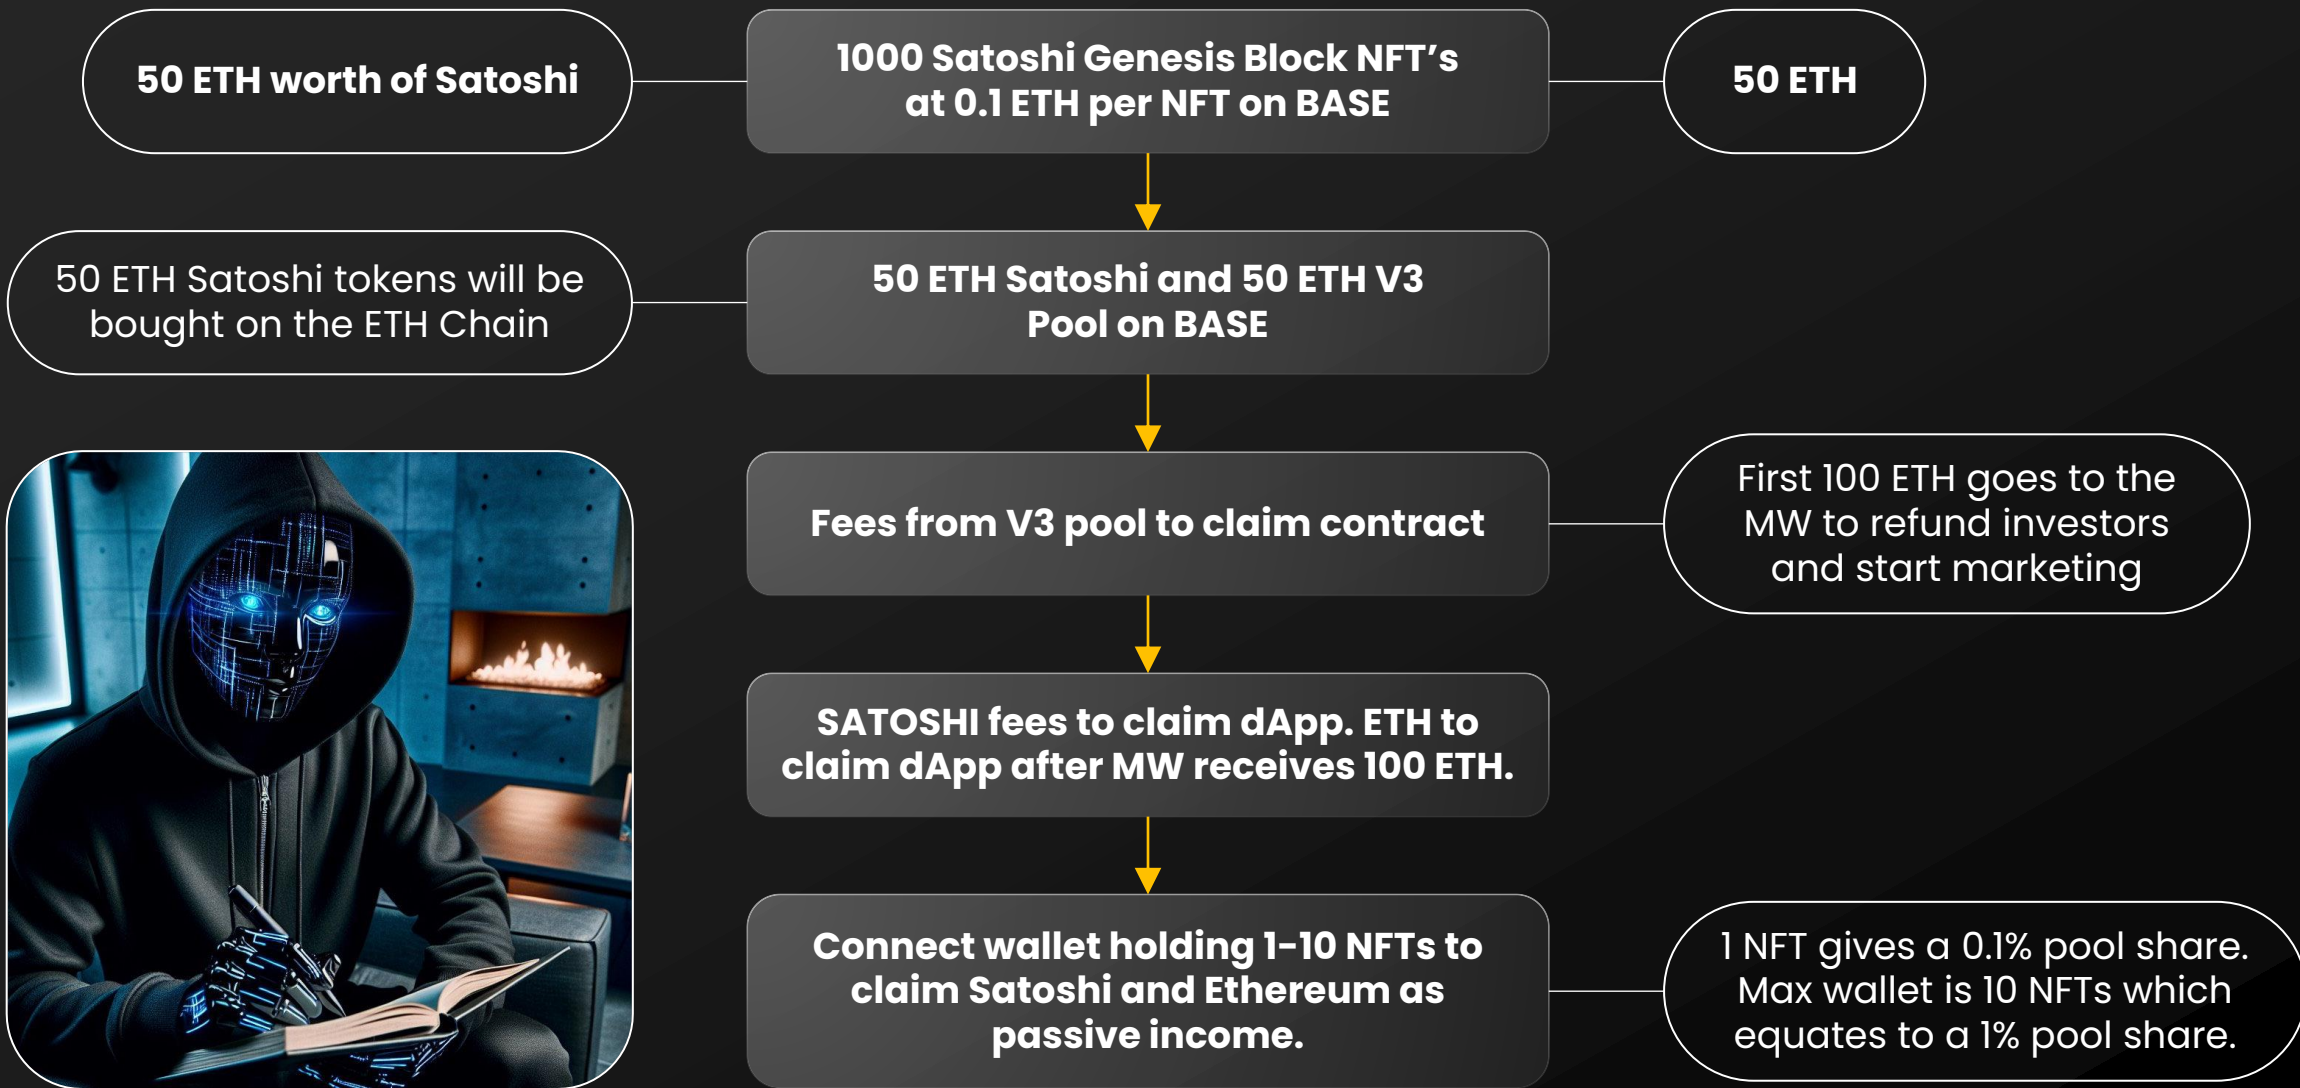 50 ETH worth of Satoshi
1000 Satoshi Genesis Block NFT’s
at 0.1 ETH per NFT on BASE
50 ETH
50 ETH Satoshi tokens will be
bought on the ETH Chain
50 ETH Satoshi and 50 ETH V3
Pool on BASE
Fees from V3 pool to claim contract
First 100 ETH goes to the
MW to refund investors
and start marketing
SATOSHI fees to claim dApp. ETH to
claim dApp after MW receives 100 ETH.
Connect wallet holding 1-10 NFTs to
claim Satoshi and Ethereum as
passive income.
1 NFT gives a 0.1% pool share.
Max wallet is 10 NFTs which
equates to a 1% pool share.